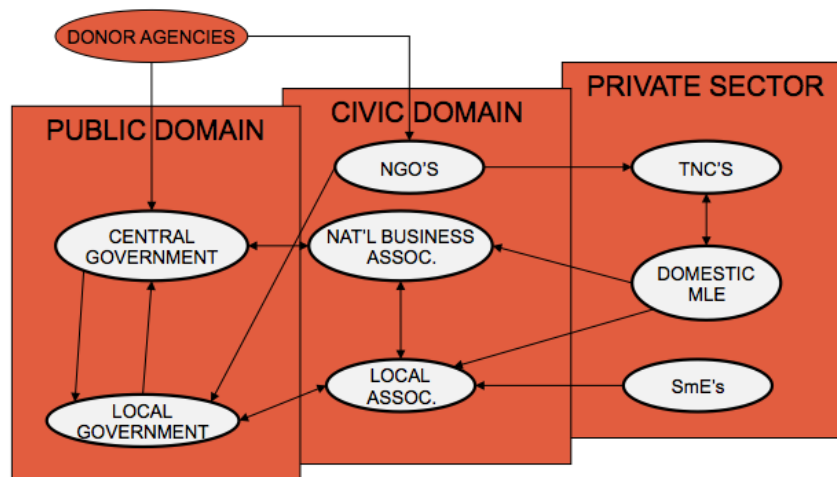 DONOR AGENCIES
PUBLIC DOMAIN
CENTRAL
GOVERNMENT
LOCAL
GOVERNMENT
CIVIC DOMAIN
NGO'S
NAT'L BUSINESS
ASSOC.
LOCAL
ASSOC.
PRIVATE SECTOR
TNC'S
DOMESTIC
MLE
SmE's